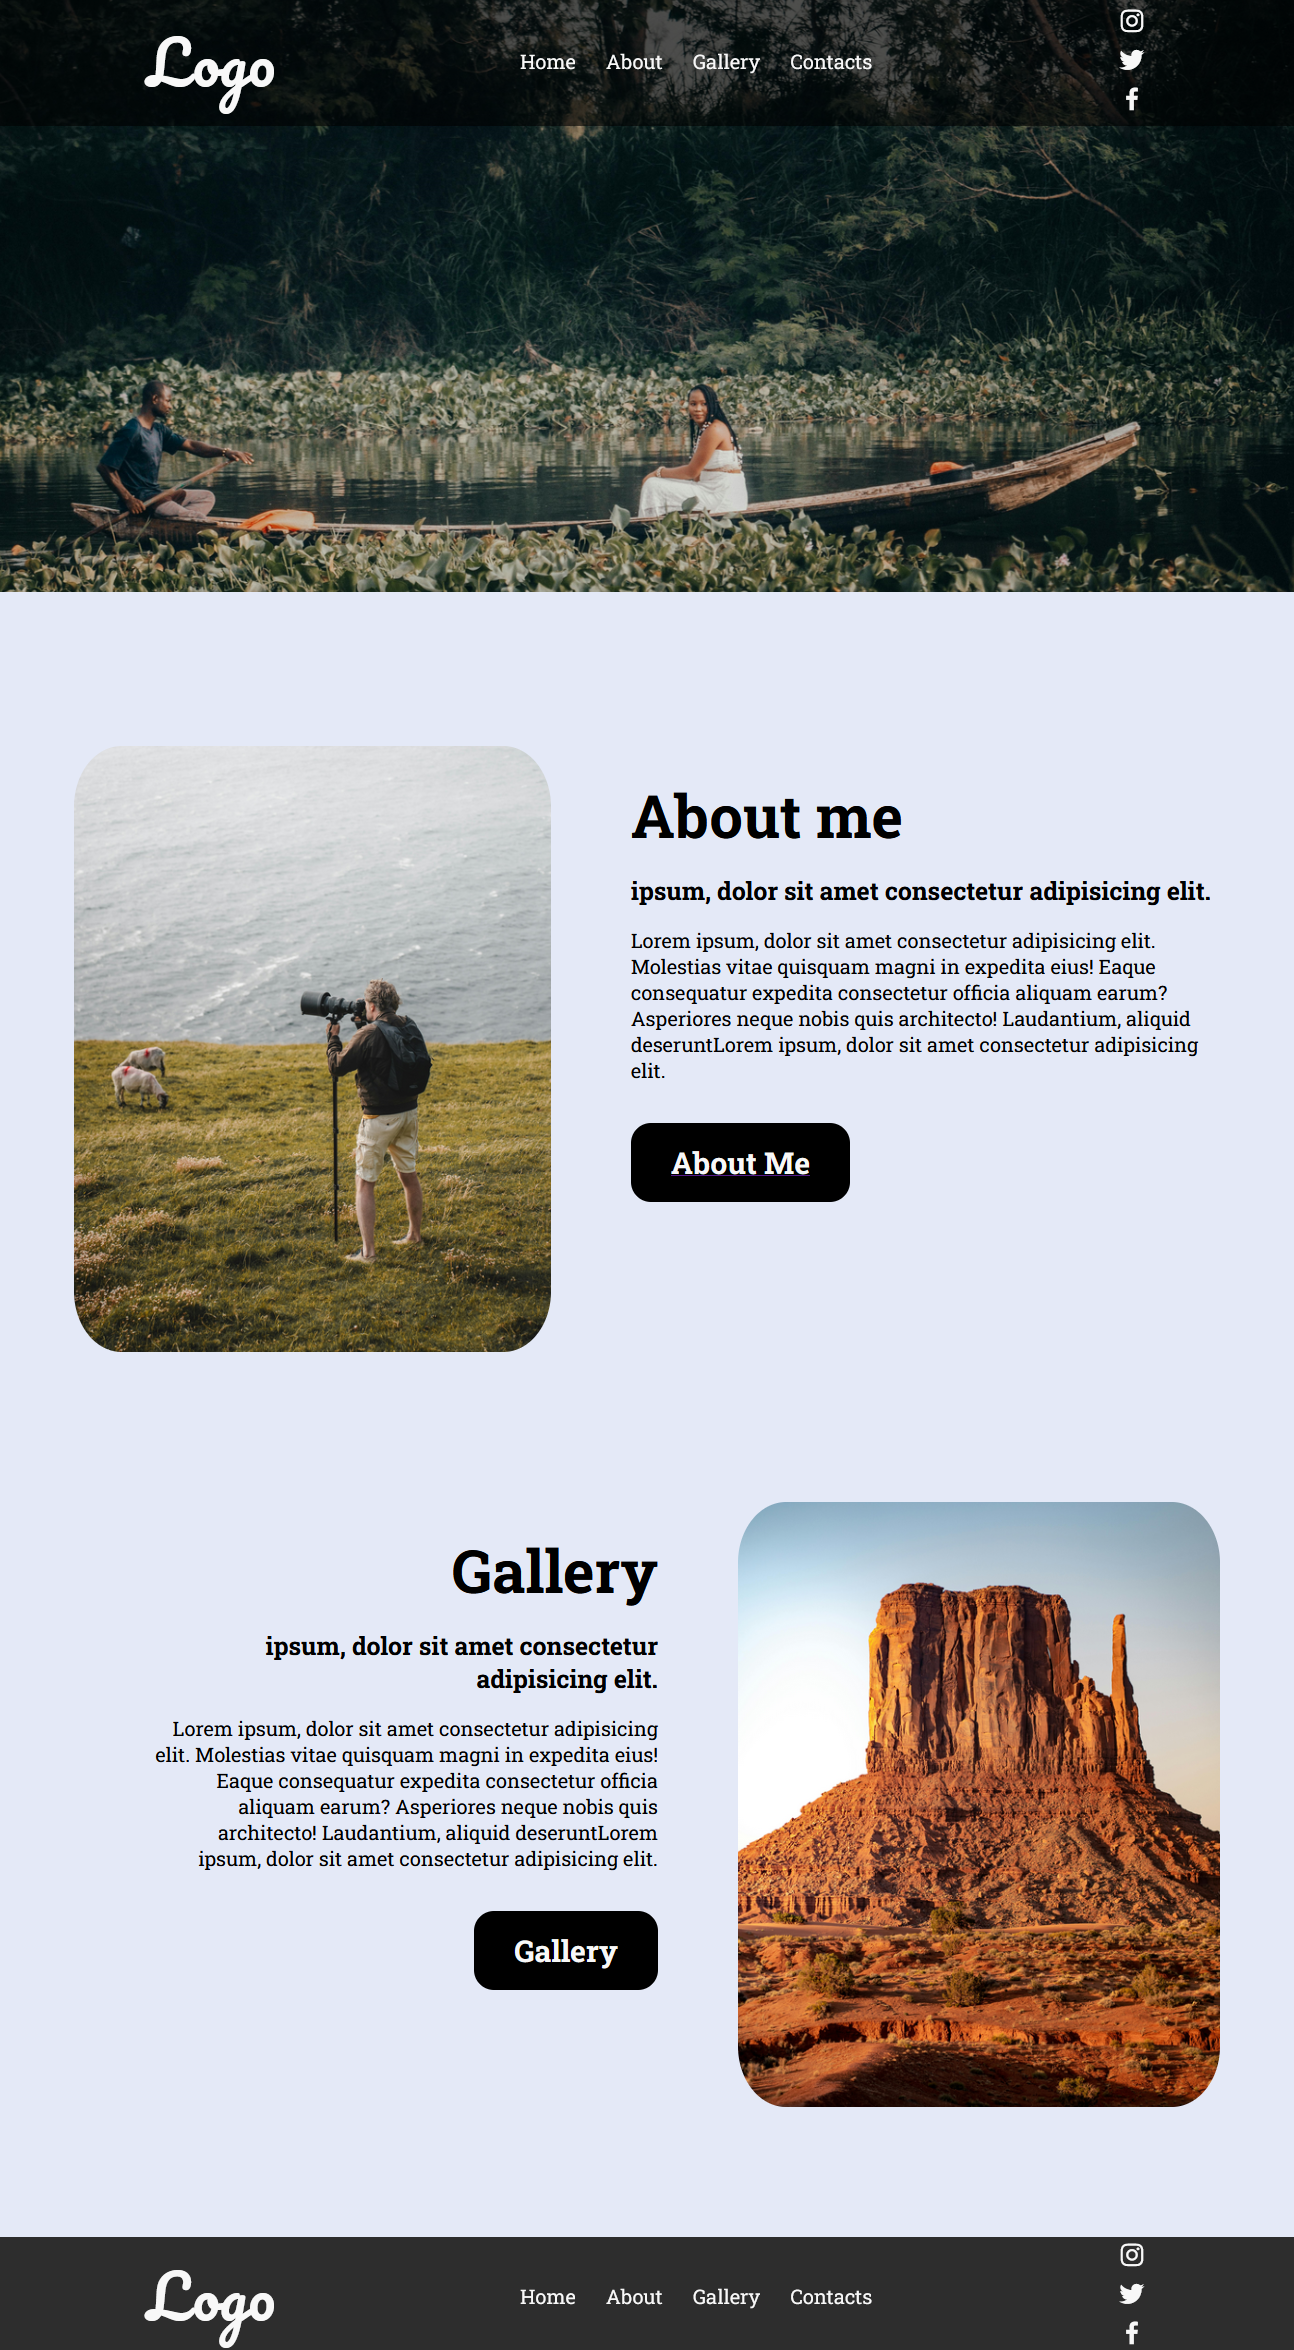 Logo
Home About Gallery Contacts
About me
ipsum, dolor sit amet consectetur adipisicing elit.
Lorem ipsum, dolor sit amet consectetur adipisicing elit.
Molestias vitae quisquam magni in expedita eius! Eaque
consequatur expedita consectetur officia aliquam earum?
Asperiores neque nobis quis architecto! Laudantium, aliquid
deseruntLorem ipsum, dolor sit amet consectetur adipisicing
elit.
About Me
Gallery
ipsum, dolor sit amet consectetur
adipisicing elit.
Lorem ipsum, dolor sit amet consectetur adipisicing
elit. Molestias vitae quisquam magni in expedita eius!
Eaque consequatur expedita consectetur officia
aliquam earum? Asperiores neque nobis quis
architecto! Laudantium, aliquid deseruntLorem
ipsum, dolor sit amet consectetur adipisicing elit.
Gallery
Logo
Home About Gallery Contacts